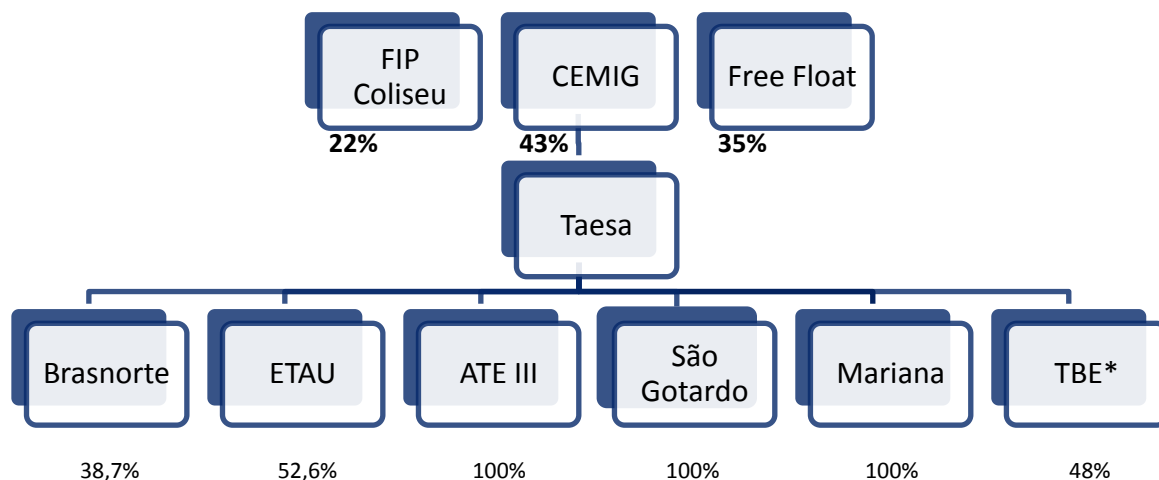 FIP
Coliseu
CEMIG
Free Float
22%
43%
35%
Taesa
Brasnorte
ETAU
ATE III
São
Gotardo
Mariana
TBE*
38,7%
52,6%
100%
100%
100%
48%